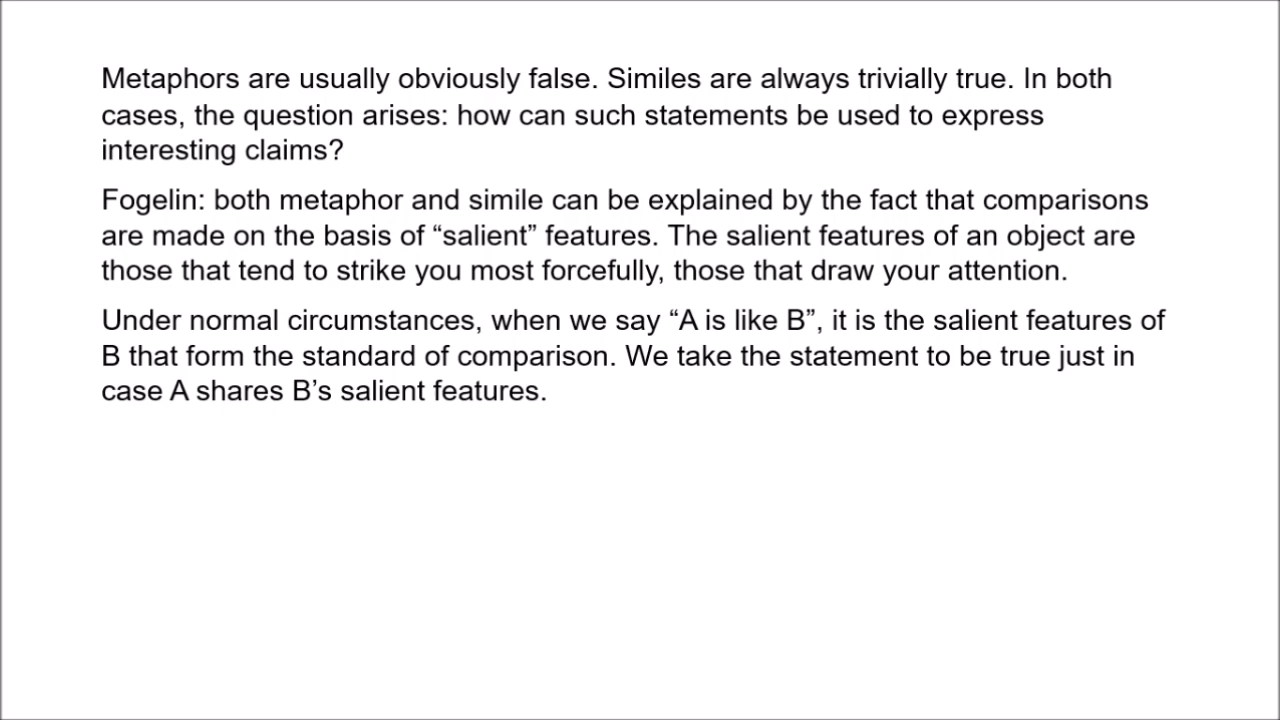 Metaphors are usually obviously false. Similes are always trivially true. In both
cases, the question arises: how can such statements be used to express
interesting claims?
Fogelin: both metaphor and simile can be explained by the fact that comparisons
are made on the basis of “salient” features. The salient features of an object are
those that tend to strike you most forcefully, those that draw your attention.
Under normal circumstances, when we say “A is like B”, it is the salient features of
B that form the standard of comparison. We take the statement to be true just in
case A shares B’s salient features.